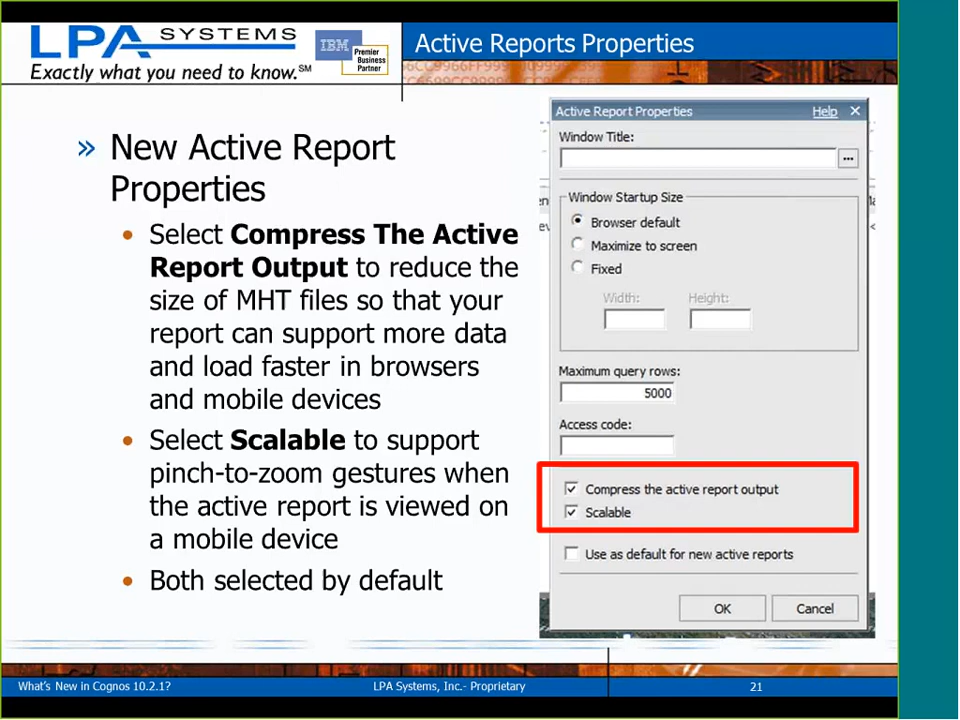 LPA SYSTEMS
Exactly what you need to know.SM
IBM
Premier
Business
Partner
Active Reports Properties
» New Active Report
Properties
• Select Compress The Active
Report Output to reduce the
size of MHT files so that your
report can support more data
and load faster in browsers
and mobile devices
• Select Scalable to support
pinch-to-zoom gestures when
the active report is viewed on
a mobile device
• Both selected by default
Active Report Properties Help
Window Title:
...
Window Startup Size
Browser default
Maximize to screen
Fixed
Width: Height:
Maximum query rows:
5000
Access code:
Compress the active report output
Scalable
Use as default for new active reports
OK Cancel
What's New in Cognos 10.2.1? LPA Systems, Inc.- Proprietary 21